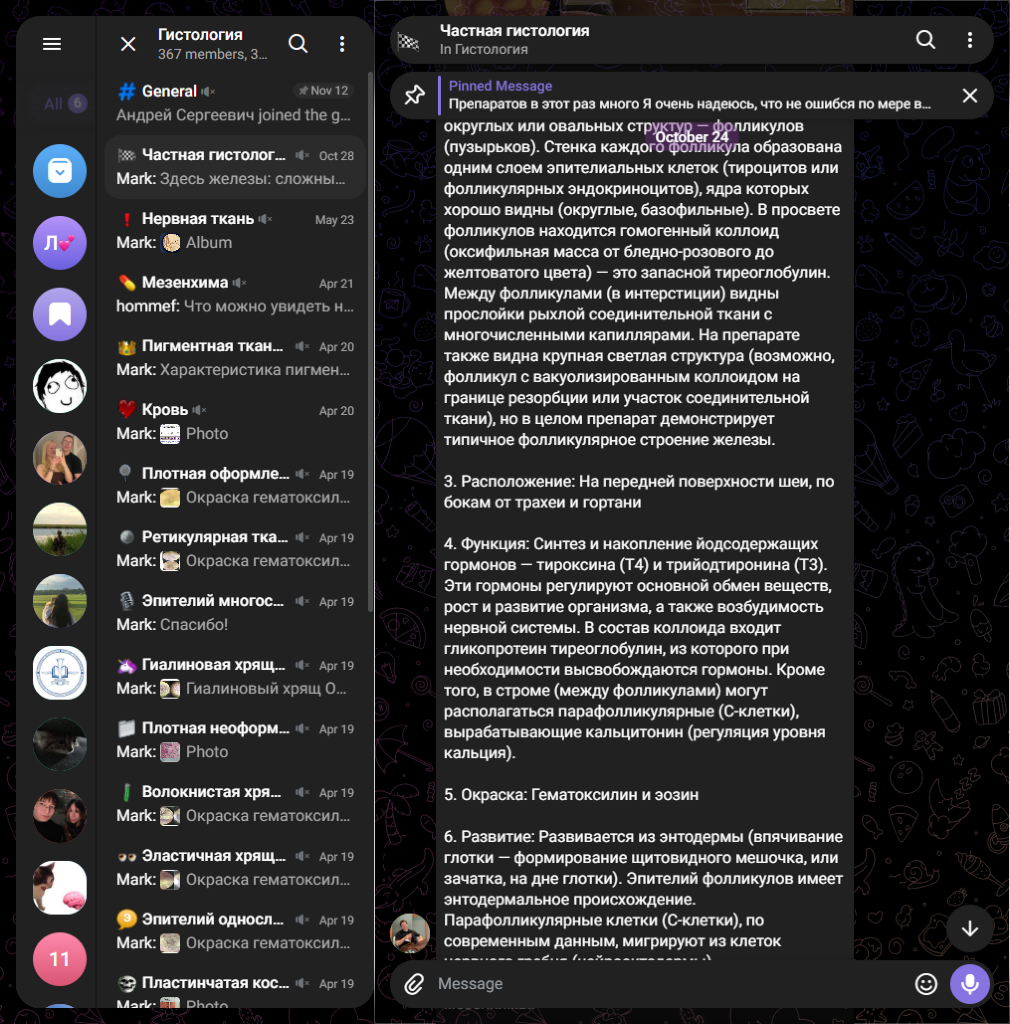 Гистология
367 members, 3...
All 6
Л
11
General
Nov 12
Андрей Сергеевич joined the g...
Частная гистолог...
Oct 28
Mark: Здесь железы: сложны...
Нервная ткань
May 23
Mark: Album
Мезенхима
Apr 21
hommef: Что можно увидеть н...
Пигментная ткан...
Apr 20
Mark: Характеристика пигмен...
Кровь
Apr 20
Mark: Photo
Плотная оформле...
Apr 19
Mark: Окраска гематоксил...
Ретикулярная тка...
Apr 19
Mark: Окраска гематоксил...
Эпителий многос...
Apr 19
Mark: Спасибо!
Гиалиновая хрящ...
Apr 19
Mark: Гиалиновый хрящ О...
Плотная неоформ...
Apr 19
Mark: Photo
Волокнистая хря...
Apr 19
Mark: Окраска гематоксил...
Эластичная хрящ...
Apr 19
Mark: Окраска гематоксил...
Эпителий односл...
Apr 19
Mark: Окраска гематоксил...
Пластинчатая кос...
Apr 19
Mark: Photo
Частная гистология
In Гистология
Pinned Message
Препаратов в этот раз много Я очень надеюсь, что не ошибся по мере в...
October 24
округлых или овальных структур — фолликулов
(пузырьков). Стенка каждого фолликула образована
одним слоем эпителиальных клеток (тироцитов или
фолликулярных эндокриноцитов), ядра которых
хорошо видны (округлые, базофильные). В просвете
фолликулов находится гомогенный коллоид
(оксифильная масса от бледно-розового до
желтоватого цвета) — это запасной тиреоглобулин.
Между фолликулами (в интерстиции) видны
прослойки рыхлой соединительной ткани с
многочисленными капиллярами. На препарате
также видна крупная светлая структура (возможно,
фолликул с вакуолизированным коллоидом на
границе резорбции или участок соединительной
ткани), но в целом препарат демонстрирует
типичное фолликулярное строение железы.
3. Расположение: На передней поверхности шеи, по
бокам от трахеи и гортани
4. Функция: Синтез и накопление йодсодержащих
гормонов — тироксина (Т4) и трийодтиронина (Т3).
Эти гормоны регулируют основной обмен веществ,
рост и развитие организма, а также возбудимость
нервной системы. В состав коллоида входит
гликопротеин тиреоглобулин, из которого при
необходимости высвобождаются гормоны. Кроме
того, в строме (между фолликулами) могут
располагаться парафолликулярные (С-клетки),
вырабатывающие кальцитонин (регуляция уровня
кальция).
5. Окраска: Гематоксилин и эозин
6. Развитие: Развивается из энтодермы (впячивание
глотки — формирование щитовидного мешочка, или
зачатка, на дне глотки). Эпителий фолликулов имеет
энтодермальное происхождение.
Парафолликулярные клетки (С-клетки), по
современным данным, мигрируют из клеток
нервного гребня (нейроэктодермы)
Message